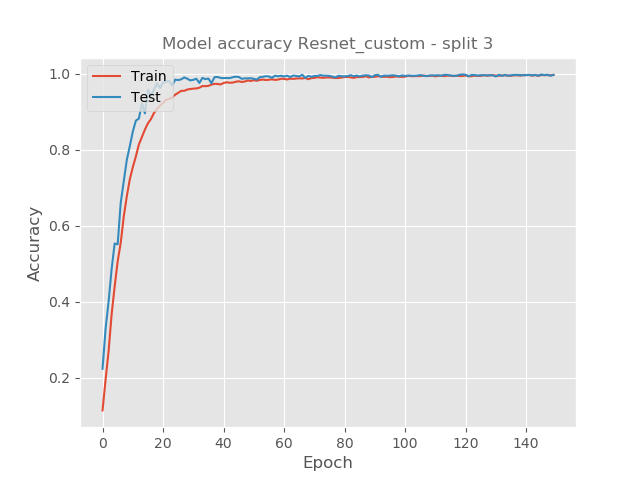 Model accuracy Resnet_custom - split 3
Train
Test
1.0
0.8
0.6
0.4
0.2
Accuracy
0 20 40 60 80 100 120 140
Epoch